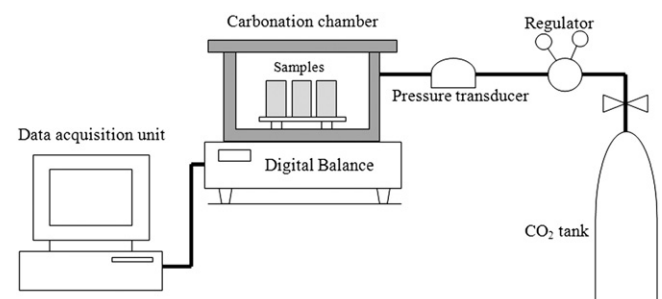 Carbonation chamber
Regulator
Samples
Pressure transducer
Data acquisition unit
Digital Balance
CO₂ tank